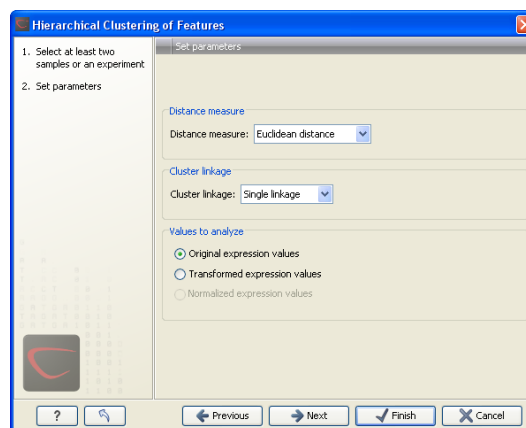 Hierarchical Clustering of Features
1. Select at least two
samples or an experiment
2. Set parameters
Set parameters
Distance measure
Distance measure: Euclidean distance
Cluster linkage
Cluster linkage: Single linkage
Values to analyze
Original expression values
Transformed expression values
Normalized expression values
? Previous Next Finish Cancel